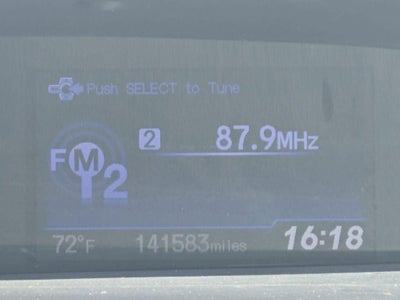 Push SELECT to Tune
FM2
2 87.9MHz
72°F 141583miles 16:18